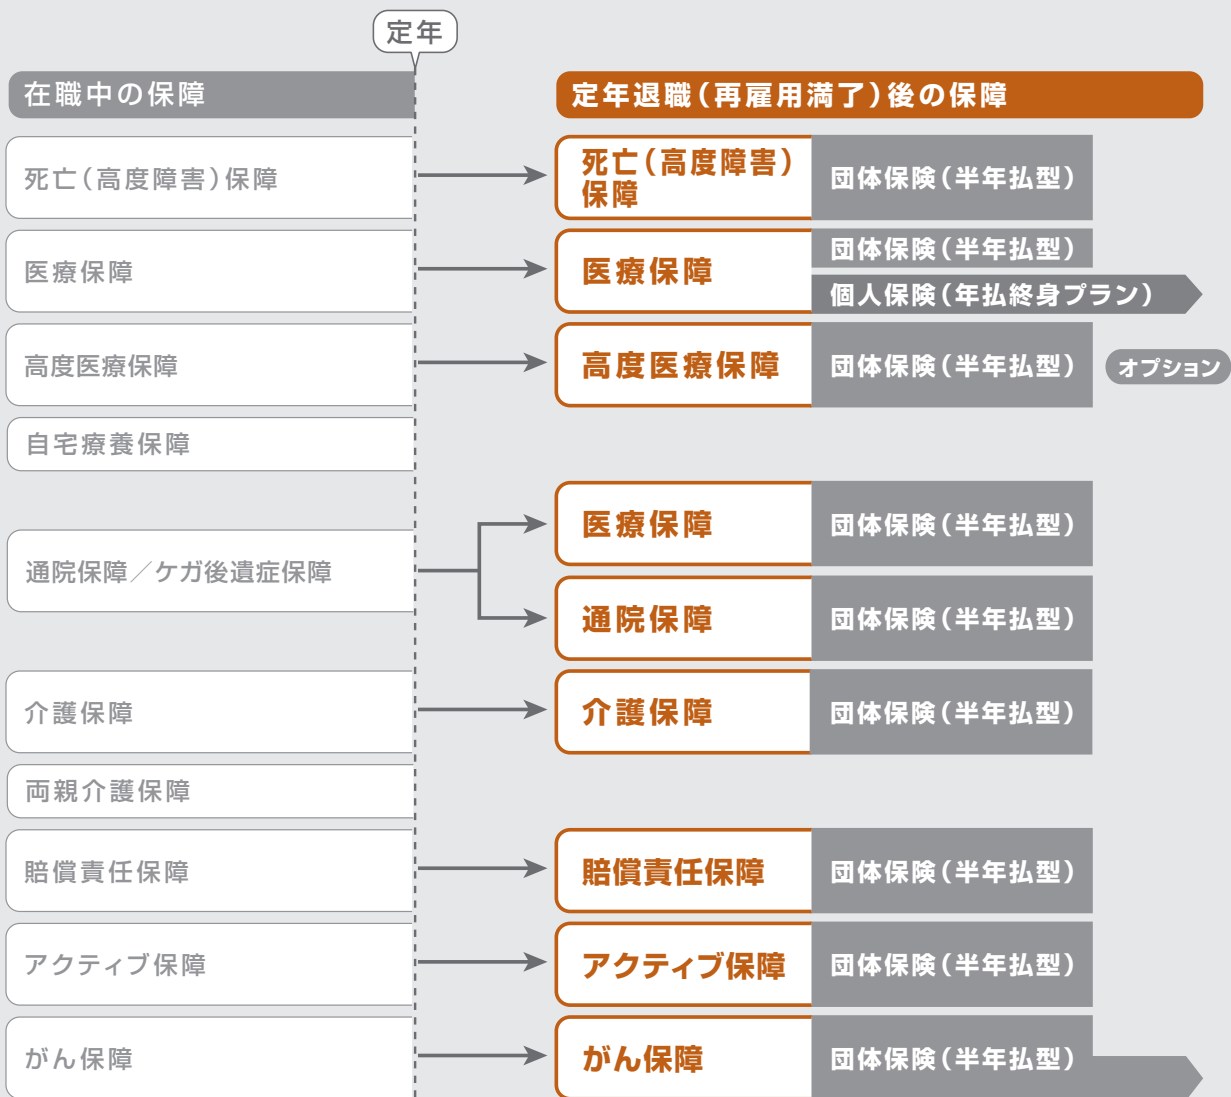 定年
在職中の保障
定年退職(再雇用満了)後の保障
死亡(高度障害)保障
死亡(高度障害)
保障
団体保険(半年払型)
医療保障
医療保障
団体保険(半年払型)
個人保険(年払終身プラン)
高度医療保障
高度医療保障
団体保険(半年払型)
オプション
自宅療養保障
通院保障/ケガ後遺症保障
医療保障
団体保険(半年払型)
通院保障
団体保険(半年払型)
介護保障
介護保障
団体保険(半年払型)
両親介護保障
賠償責任保障
賠償責任保障
団体保険(半年払型)
アクティブ保障
アクティブ保障
団体保険(半年払型)
がん保障
がん保障
団体保険(半年払型)